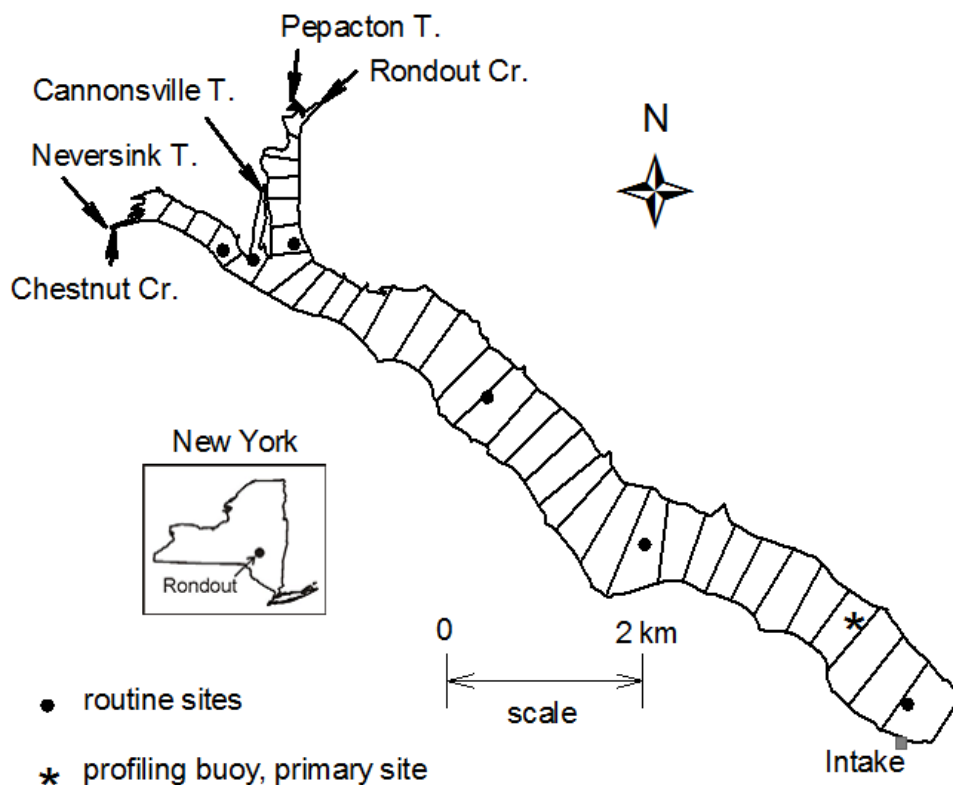 Pepacton T.
Rondout Cr.
Cannonsville T.
Neversink T.
Chestnut Cr.
N
New York
Rondout
0
2 km
scale
routine sites
profiling buoy, primary site
Intake